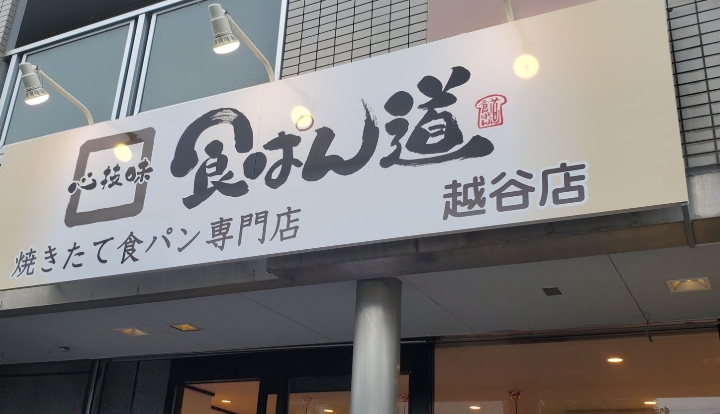 心技味
食ぱん道
焼きたて食パン専門店
越谷店